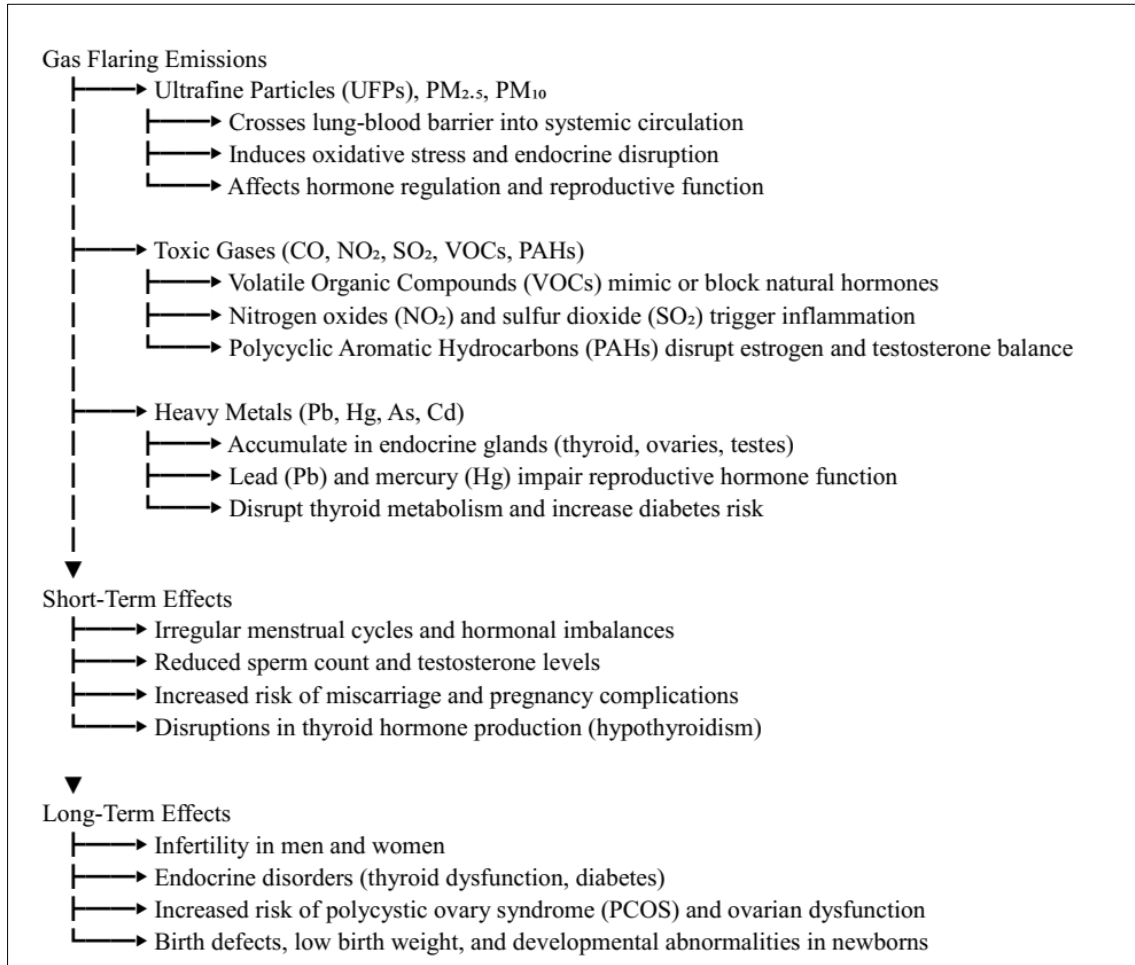 Gas Flaring Emissions
Ultrafine Particles (UFPs), PM₂.₅, PM₁₀
Crosses lung-blood barrier into systemic circulation
Induces oxidative stress and endocrine disruption
Affects hormone regulation and reproductive function
Toxic Gases (CO, NO₂, SO₂, VOCs, PAHs)
Volatile Organic Compounds (VOCs) mimic or block natural hormones
Nitrogen oxides (NO₂) and sulfur dioxide (SO₂) trigger inflammation
Polycyclic Aromatic Hydrocarbons (PAHs) disrupt estrogen and testosterone balance
Heavy Metals (Pb, Hg, As, Cd)
Accumulate in endocrine glands (thyroid, ovaries, testes)
Lead (Pb) and mercury (Hg) impair reproductive hormone function
Disrupt thyroid metabolism and increase diabetes risk
Short-Term Effects
Irregular menstrual cycles and hormonal imbalances
Reduced sperm count and testosterone levels
Increased risk of miscarriage and pregnancy complications
Disruptions in thyroid hormone production (hypothyroidism)
Long-Term Effects
Infertility in men and women
Endocrine disorders (thyroid dysfunction, diabetes)
Increased risk of polycystic ovary syndrome (PCOS) and ovarian dysfunction
Birth defects, low birth weight, and developmental abnormalities in newborns